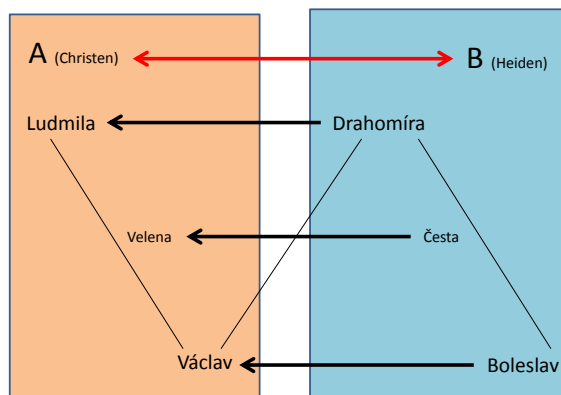 A (Christen) B (Heiden)
Ludmila Drahomíra
Velena Česta
Václav Boleslav